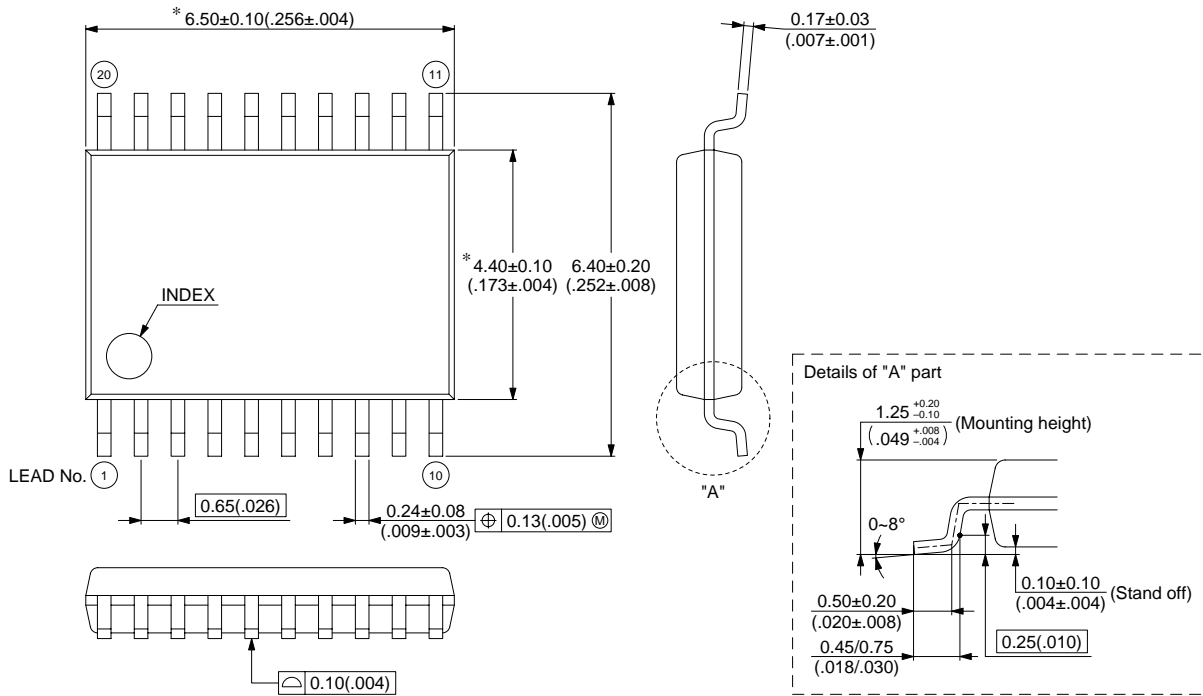 * 6.50±0.10(.256±.004)
0.17±0.03
(.007±.001)
20
11
* 4.40±0.10
(.173±.004)
6.40±0.20
(.252±.008)
INDEX
LEAD No. 1
10
"A"
0.65(.026)
0.24±0.08
(.009±.003)
⌖ 0.13(.005) Ⓜ
⌓ 0.10(.004)
Details of "A" part
1.25 +0.20 −0.10 (Mounting height)
(.049 +.008 −.004)
0~8°
0.50±0.20
(.020±.008)
0.45/0.75
(.018/.030)
0.25(.010)
0.10±0.10
(.004±.004) (Stand off)